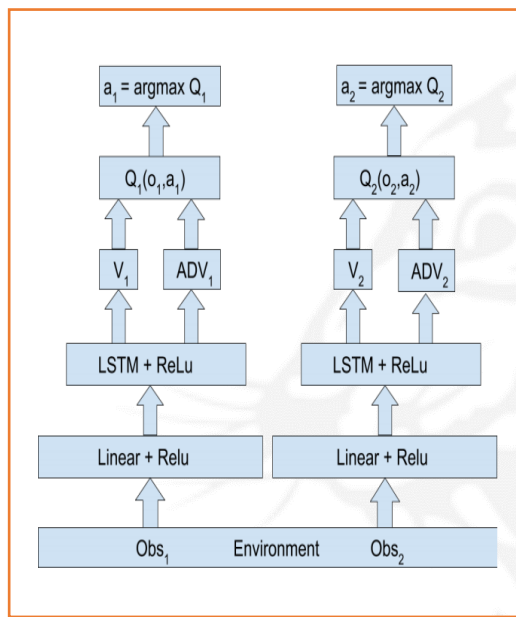 a₁ = argmax Q₁
a₂ = argmax Q₂
Q₁(o₁,a₁)
Q₂(o₂,a₂)
V₁
ADV₁
V₂
ADV₂
LSTM + ReLu
LSTM + ReLu
Linear + Relu
Linear + Relu
Obs₁ Environment Obs₂